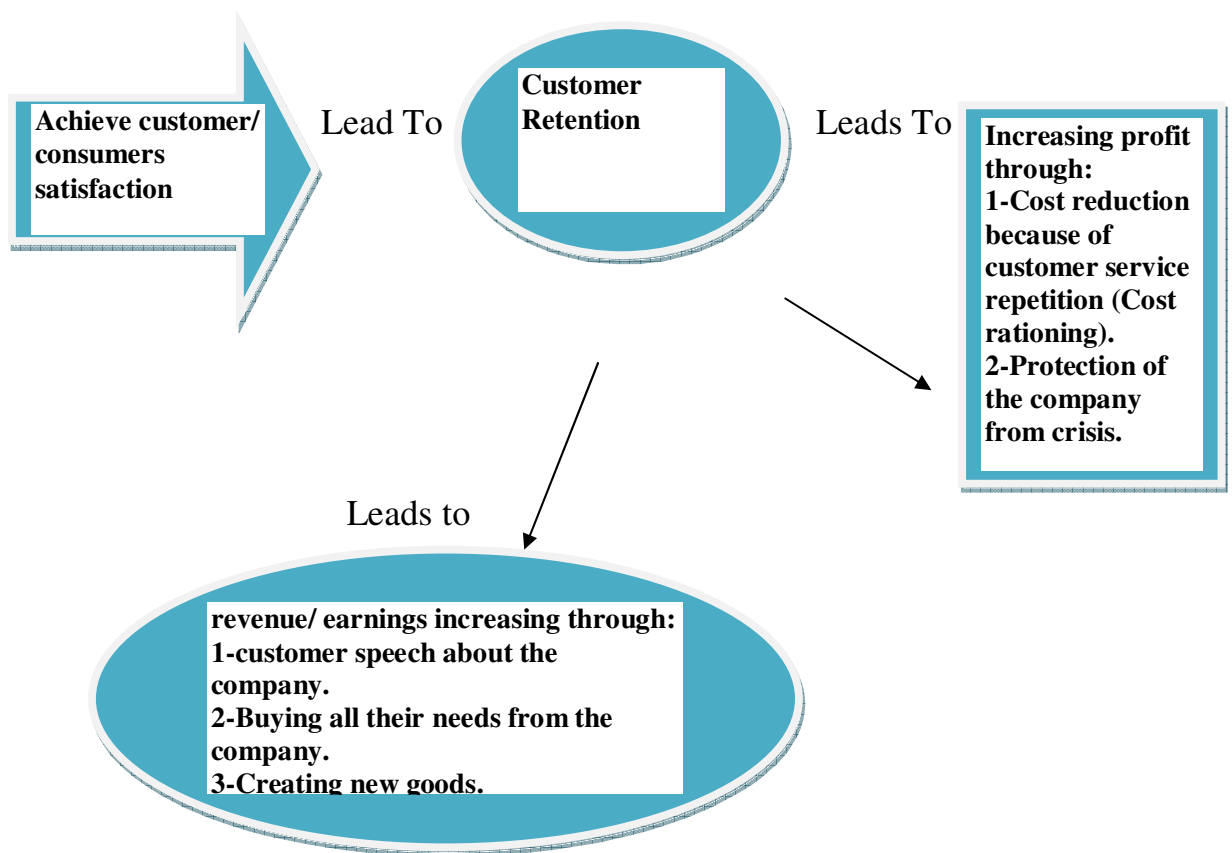 Achieve customer/
consumers
satisfaction
Lead To
Customer
Retention
Leads To
Increasing profit
through:
1-Cost reduction
because of
customer service
repetition (Cost
rationing).
2-Protection of
the company
from crisis.
Leads to
revenue/ earnings increasing through:
1-customer speech about the
company.
2-Buying all their needs from the
company.
3-Creating new goods.